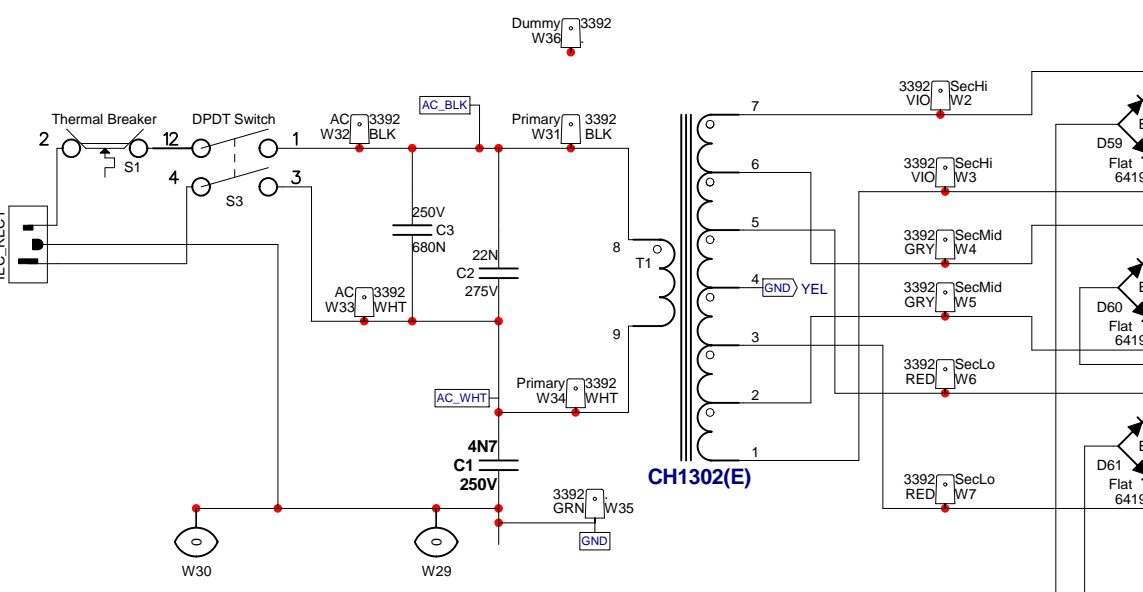 Dummy 3392
W36 .
AC_BLK
Thermal Breaker
DPDT Switch
AC 3392
W32 BLK
Primary 3392
W31 BLK
2
12
1
S1
4
3
S3
250V
C3
680N
22N
C2
275V
AC 3392
W33 WHT
8
T1
9
Primary 3392
W34 WHT
AC_WHT
4N7
C1
250V
3392 .
GRN W35
GND
W30
W29
7
6
5
4
GND YEL
3
2
1
CH1302(E)
3392 SecHi
VIO W2
3392 SecHi
VIO W3
3392 SecMid
GRY W4
3392 SecMid
GRY W5
3392 SecLo
RED W6
3392 SecLo
RED W7
D59
Flat
6419
D60
Flat
6419
D61
Flat
6419